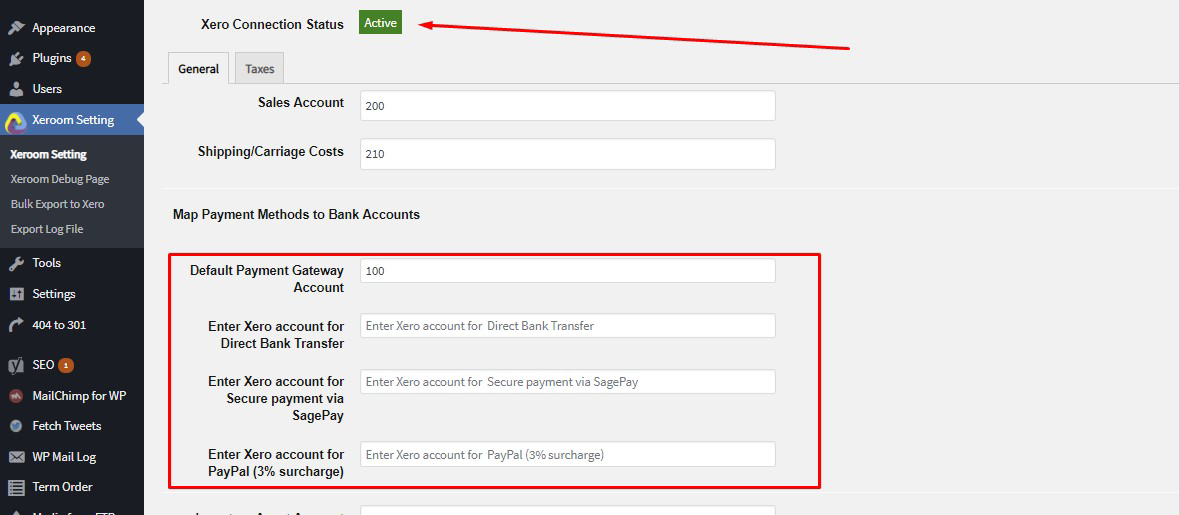 Appearance
Plugins 4
Users
Xeroom Setting
Xeroom Setting
Xeroom Debug Page
Bulk Export to Xero
Export Log File
Tools
Settings
404 to 301
SEO 1
MailChimp for WP
Fetch Tweets
WP Mail Log
Term Order
Xero Connection Status Active
General Taxes
Sales Account 200
Shipping/Carriage Costs 210
Map Payment Methods to Bank Accounts
Default Payment Gateway
Account
100
Enter Xero account for
Direct Bank Transfer
Enter Xero account for Direct Bank Transfer
Enter Xero account for
Secure payment via
SagePay
Enter Xero account for Secure payment via SagePay
Enter Xero account for
PayPal (3% surcharge)
Enter Xero account for PayPal (3% surcharge)